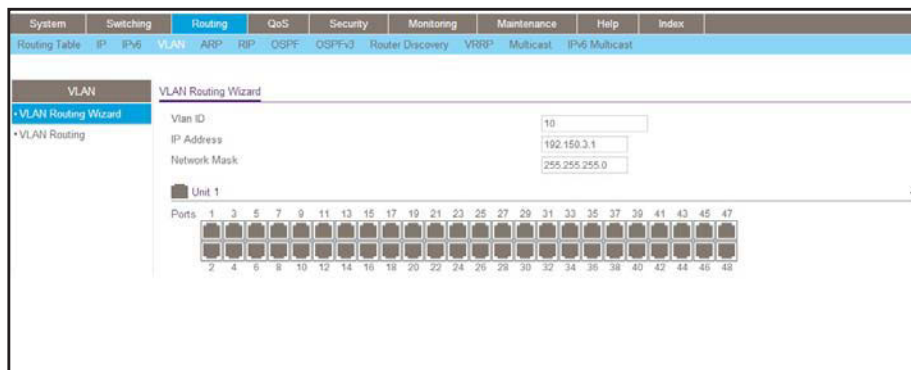 System Switching Routing QoS Security Monitoring Maintenance Help Index
Routing Table IP IPv6 VLAN ARP RIP OSPF OSPFv3 Router Discovery VRRP Multicast IPv6 Multicast
VLAN
• VLAN Routing Wizard
• VLAN Routing
VLAN Routing Wizard
Vlan ID 10
IP Address 192.150.3.1
Network Mask 255.255.255.0
Unit 1
Ports 1 3 5 7 9 11 13 15 17 19 21 23 25 27 29 31 33 35 37 39 41 43 45 47
2 4 6 8 10 12 14 16 18 20 22 24 26 28 30 32 34 36 38 40 42 44 46 48